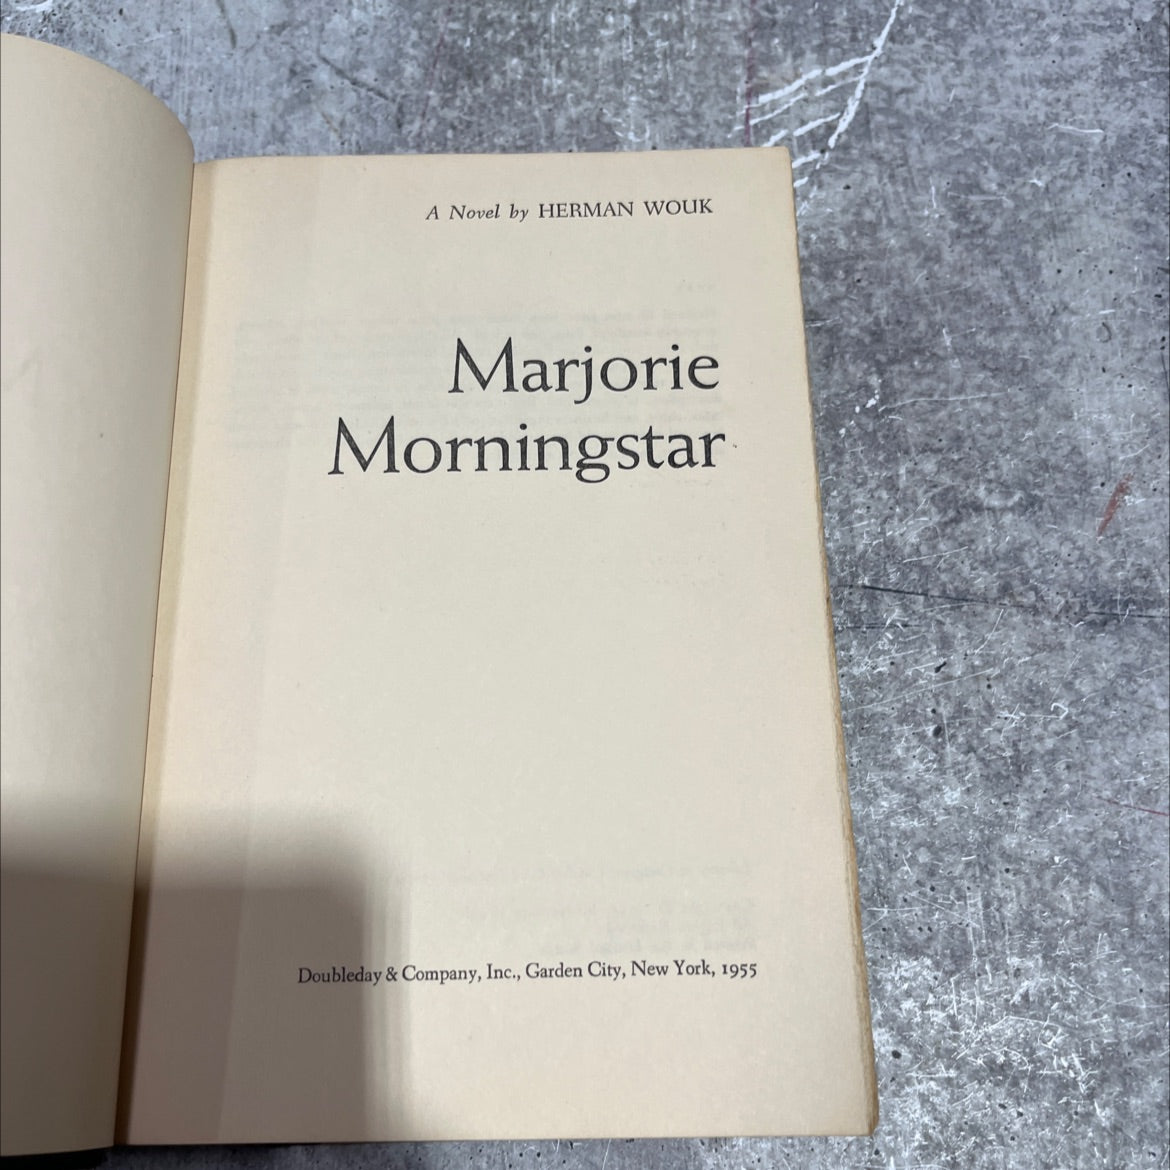 A Novel by HERMAN WOUK
Marjorie
Morningstar
Doubleday & Company, Inc., Garden City, New York, 1955